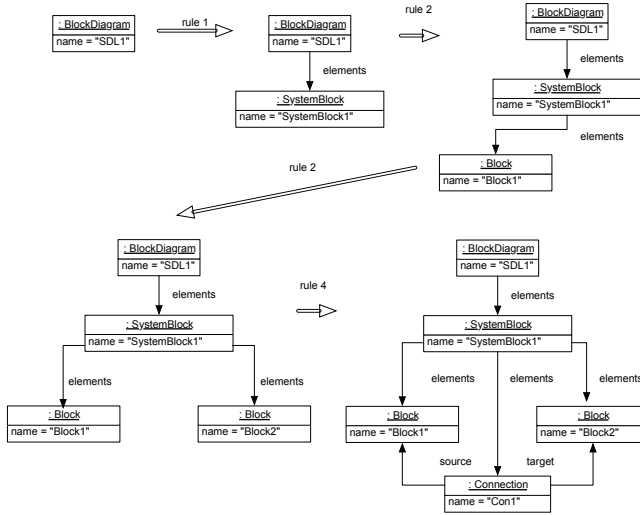 : BlockDiagram
name = "SDL1"
rule 1
: BlockDiagram
name = "SDL1"
elements
: SystemBlock
name = "SystemBlock1"
rule 2
: BlockDiagram
name = "SDL1"
elements
: SystemBlock
name = "SystemBlock1"
elements
: Block
name = "Block1"
rule 2
: BlockDiagram
name = "SDL1"
elements
: SystemBlock
name = "SystemBlock1"
elements
elements
: Block
name = "Block1"
: Block
name = "Block2"
rule 4
: BlockDiagram
name = "SDL1"
elements
: SystemBlock
name = "SystemBlock1"
elements
elements
elements
: Block
name = "Block1"
: Block
name = "Block2"
source
target
: Connection
name = "Con1"